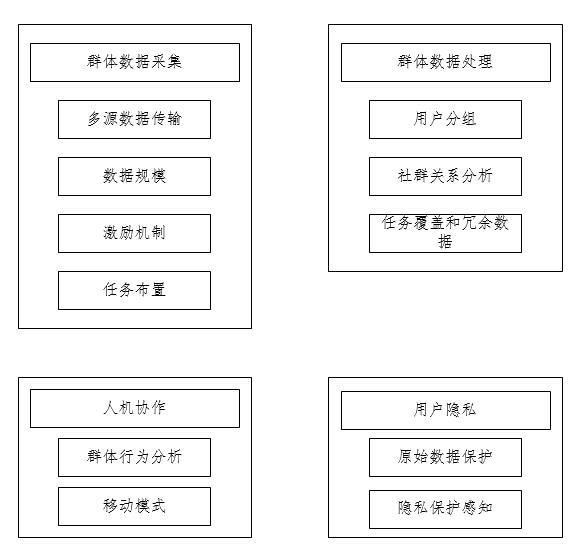 群体数据采集
多源数据传输
数据规模
激励机制
任务布置
群体数据处理
用户分组
社群关系分析
任务覆盖和冗余数
据
人机协作
群体行为分析
移动模式
用户隐私
原始数据保护
隐私保护感知